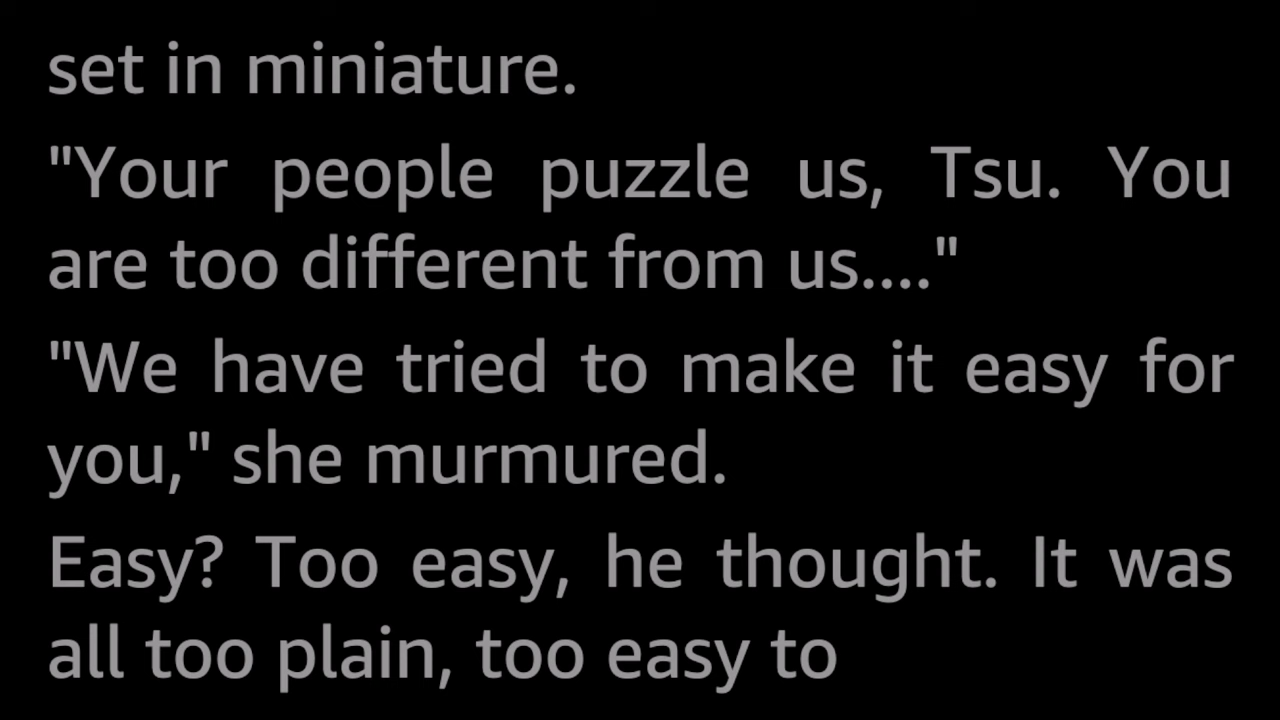 set in miniature.
"Your people puzzle us, Tsu. You
are too different from us...."
"We have tried to make it easy for
you," she murmured.
Easy? Too easy, he thought. It was
all too plain, too easy to